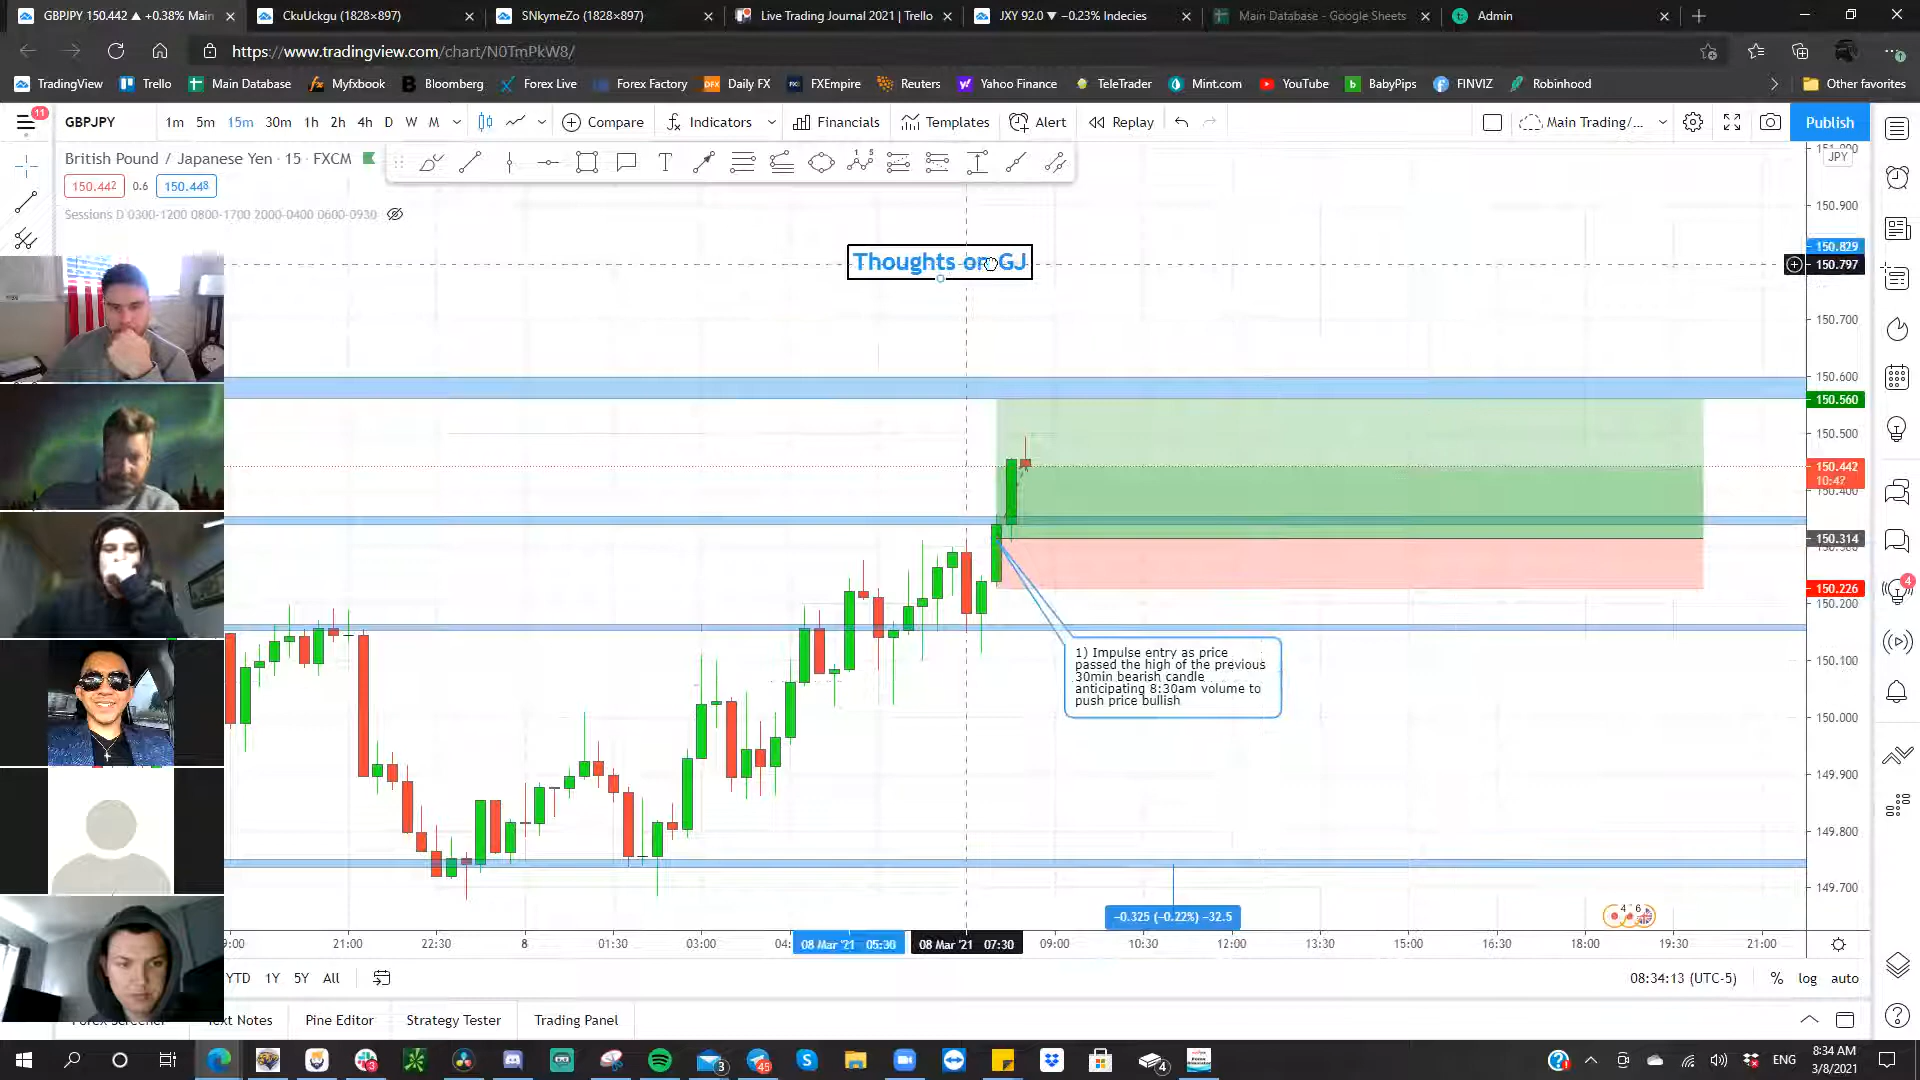 GBPJPY 150.442 ▲ +0.38% Main
CkuUckgu (1828×897)
SNkymeZo (1828×897)
Live Trading Journal 2021 | Trello
JXY 92.0 ▼ −0.23% Indecies
Main Database - Google Sheets
Admin
https://www.tradingview.com/chart/N0TmPkW8/
TradingView
Trello
Main Database
Myfxbook
Bloomberg
Forex Live
Forex Factory
Daily FX
FXEmpire
Reuters
Yahoo Finance
TeleTrader
Mint.com
YouTube
BabyPips
FINVIZ
Robinhood
Other favorites
11
GBPJPY
1m 5m 15m 30m 1h 2h 4h D W M
Compare
Indicators
Financials
Templates
Alert
Replay
Main Trading/...
Publish
British Pound / Japanese Yen · 15 · FXCM
150.442 0.6 150.448
Sessions D 0300-1200 0800-1700 2000-0400 0600-0930
Thoughts on GJ
1) Impulse entry as price
passed the high of the previous
30min bearish candle
anticipating 8:30am volume to
push price bullish
−0.325 (−0.22%) −32.5
JPY
150.900
150.829
150.797
150.700
150.600
150.560
150.500
150.442
10:47
150.400
150.314
150.226
150.200
150.100
150.000
149.900
149.800
149.700
4
4 6
21:00 22:30 8 01:30 03:00 04: 08 Mar '21 05:30 08 Mar '21 07:30 09:00 10:30 12:00 13:30 15:00 16:30 18:00 19:30 21:00
YTD 1Y 5Y All
08:34:13 (UTC-5) % log auto
Forex Screener
Text Notes
Pine Editor
Strategy Tester
Trading Panel
ENG
8:34 AM
3/8/2021